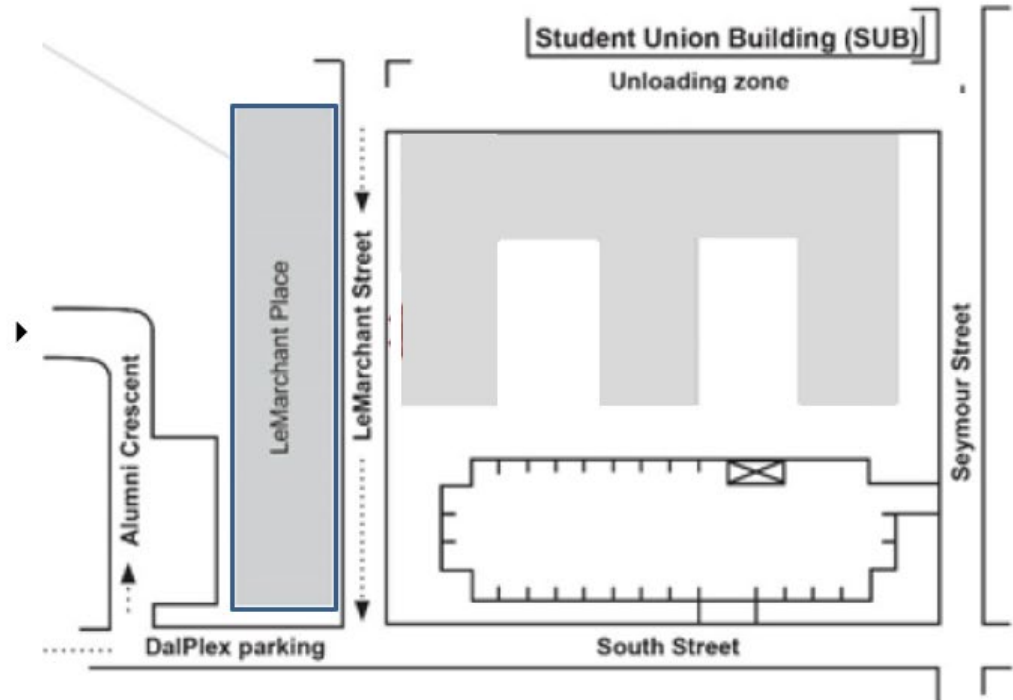 Student Union Building (SUB)
Unloading zone
LeMarchant Place
LeMarchant Street
Seymour Street
Alumni Crescent
DalPlex parking
South Street